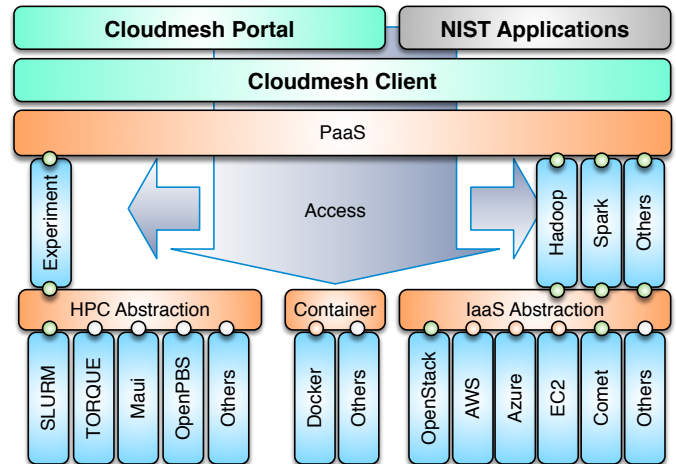 Cloudmesh Portal
NIST Applications
Cloudmesh Client
PaaS
Experiment
Access
Hadoop
Spark
Others
HPC Abstraction
Container
IaaS Abstraction
SLURM
TORQUE
Maui
OpenPBS
Others
Docker
Others
OpenStack
AWS
Azure
EC2
Comet
Others